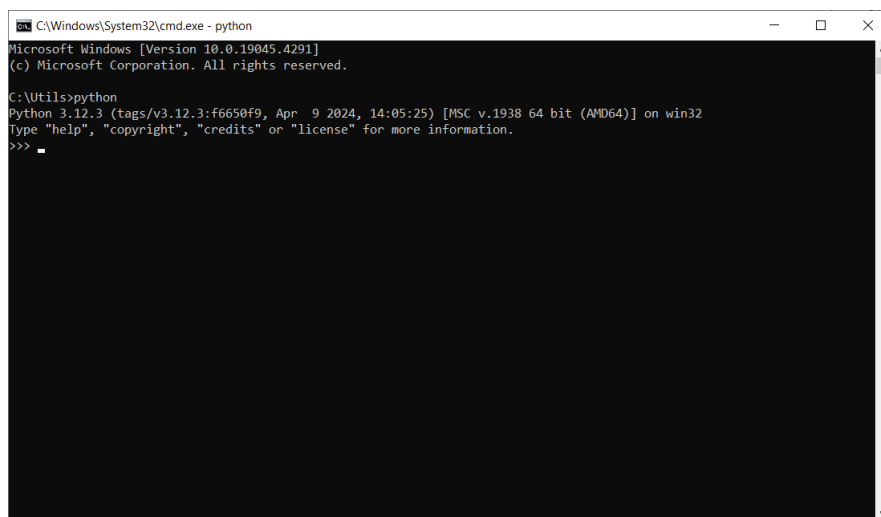 C:\Windows\System32\cmd.exe - python
Microsoft Windows [Version 10.0.19045.4291]
(c) Microsoft Corporation. All rights reserved.
C:\Utils>python
Python 3.12.3 (tags/v3.12.3:f6650f9, Apr  9 2024, 14:05:25) [MSC v.1938 64 bit (AMD64)] on win32
Type "help", "copyright", "credits" or "license" for more information.
>>> _